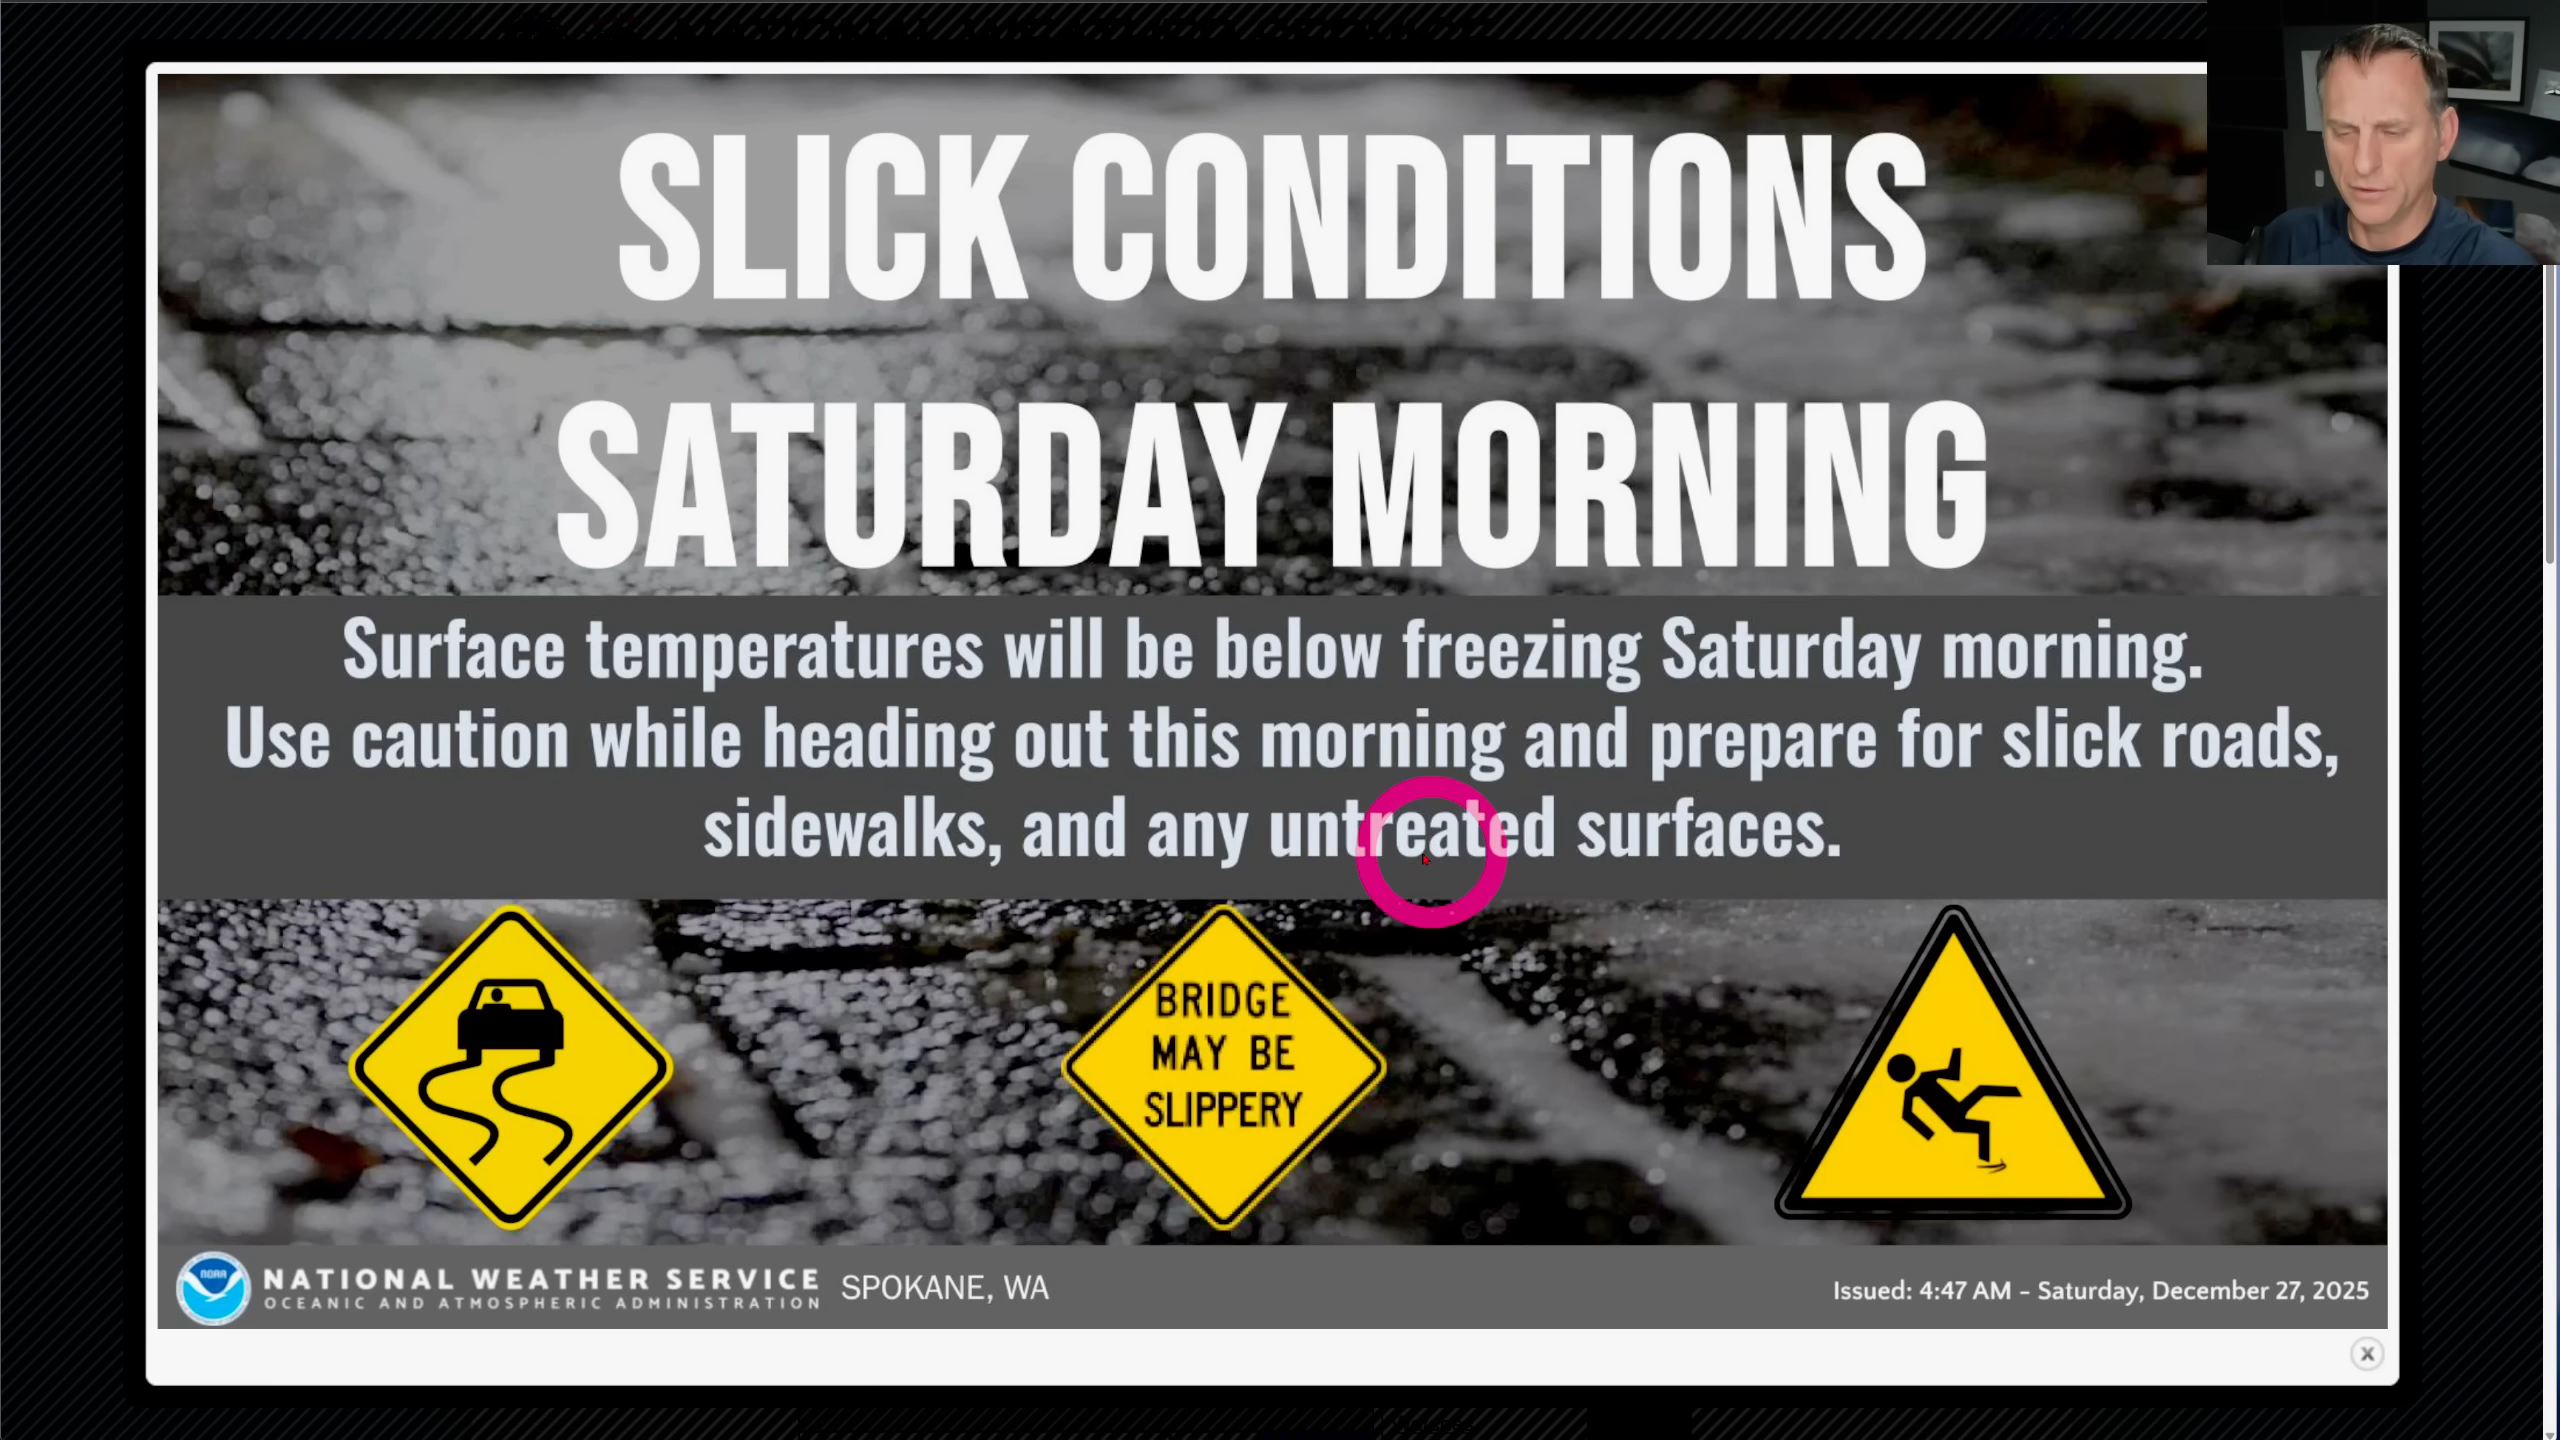 SLICK CONDITIONS
SATURDAY MORNING
Surface temperatures will be below freezing Saturday morning.
Use caution while heading out this morning and prepare for slick roads,
sidewalks, and any untreated surfaces.
BRIDGE
MAY BE
SLIPPERY
NOAA
NATIONAL WEATHER SERVICE
OCEANIC AND ATMOSPHERIC ADMINISTRATION
SPOKANE, WA
Issued: 4:47 AM – Saturday, December 27, 2025
X